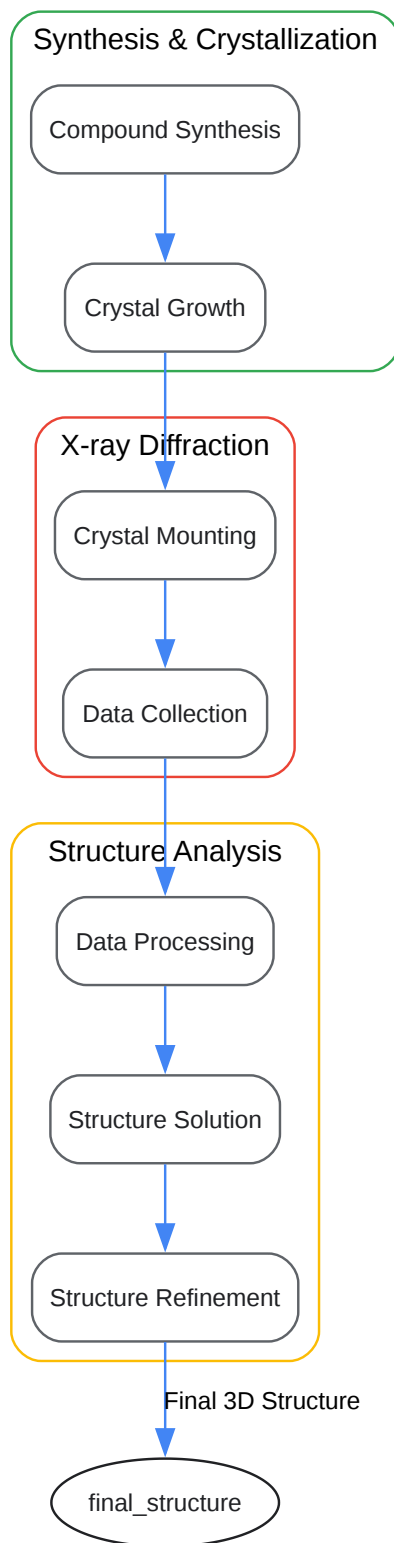 Synthesis & Crystallization
Compound Synthesis
Crystal Growth
X-ray Diffraction
Crystal Mounting
Data Collection
Structure Analysis
Data Processing
Structure Solution
Structure Refinement
Final 3D Structure
final_structure